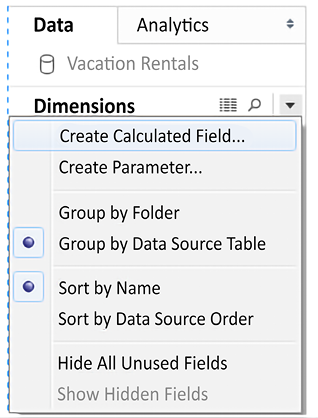 Data Analytics
Vacation Rentals
Dimensions
Create Calculated Field...
Create Parameter...
Group by Folder
Group by Data Source Table
Sort by Name
Sort by Data Source Order
Hide All Unused Fields
Show Hidden Fields